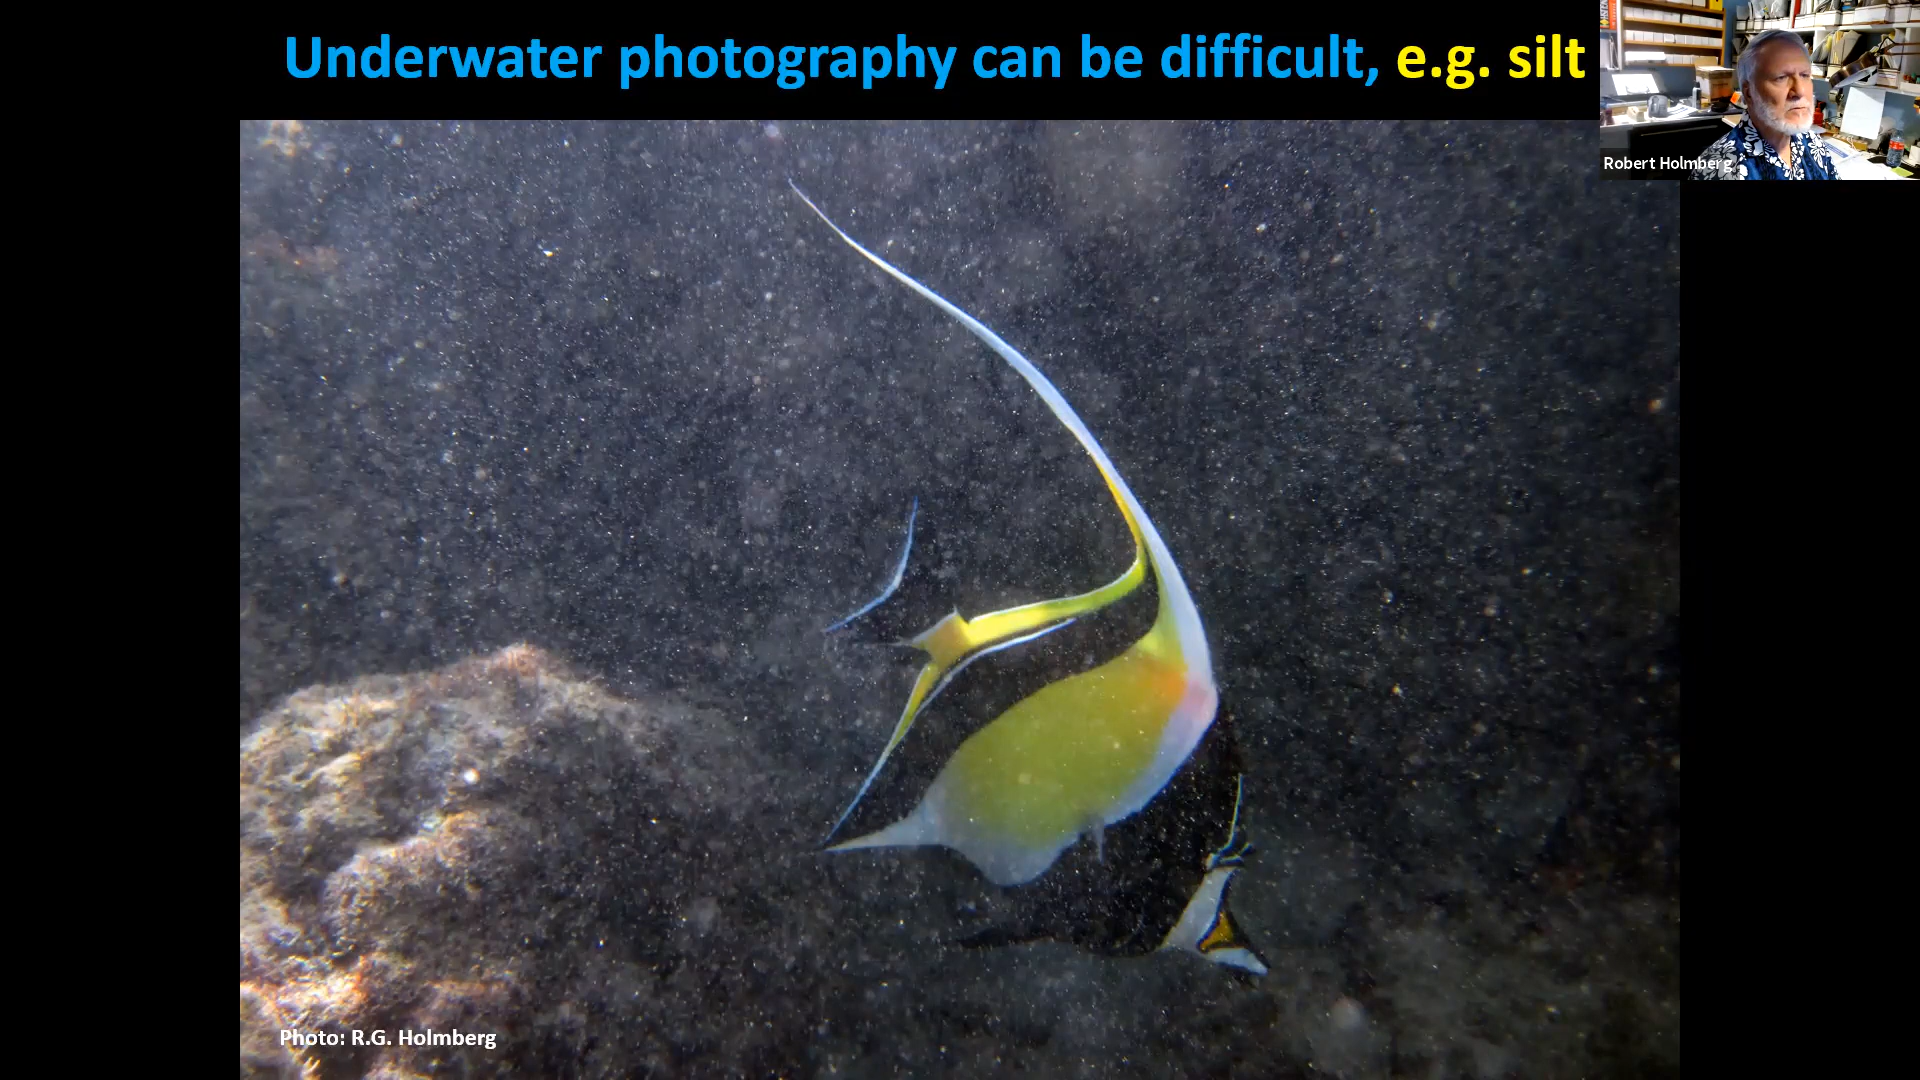 Underwater photography can be difficult, e.g. silt
Robert Holmberg
Photo: R.G. Holmberg